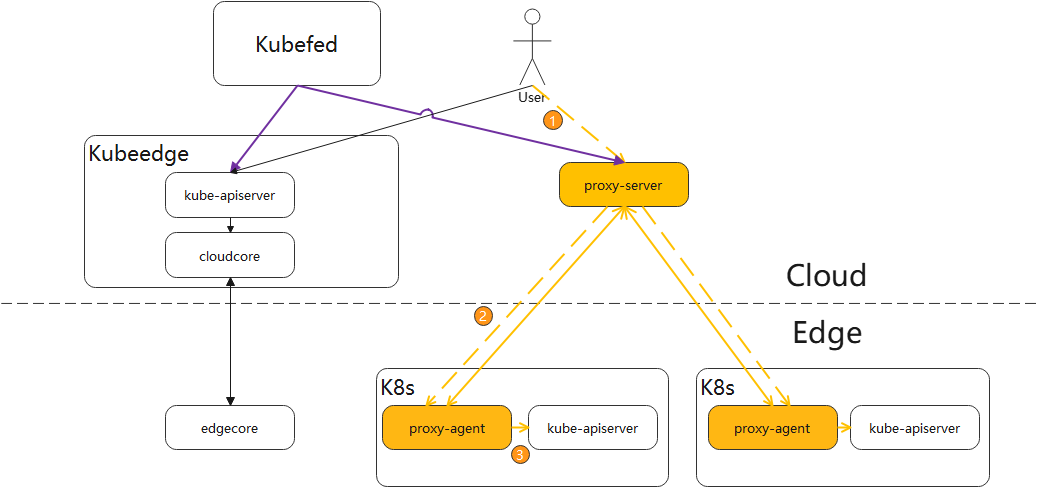 Kubefed
User
1
Kubeedge
kube-apiserver
proxy-server
cloudcore
Cloud
2
Edge
K8s
K8s
edgecore
proxy-agent
kube-apiserver
proxy-agent
kube-apiserver
3